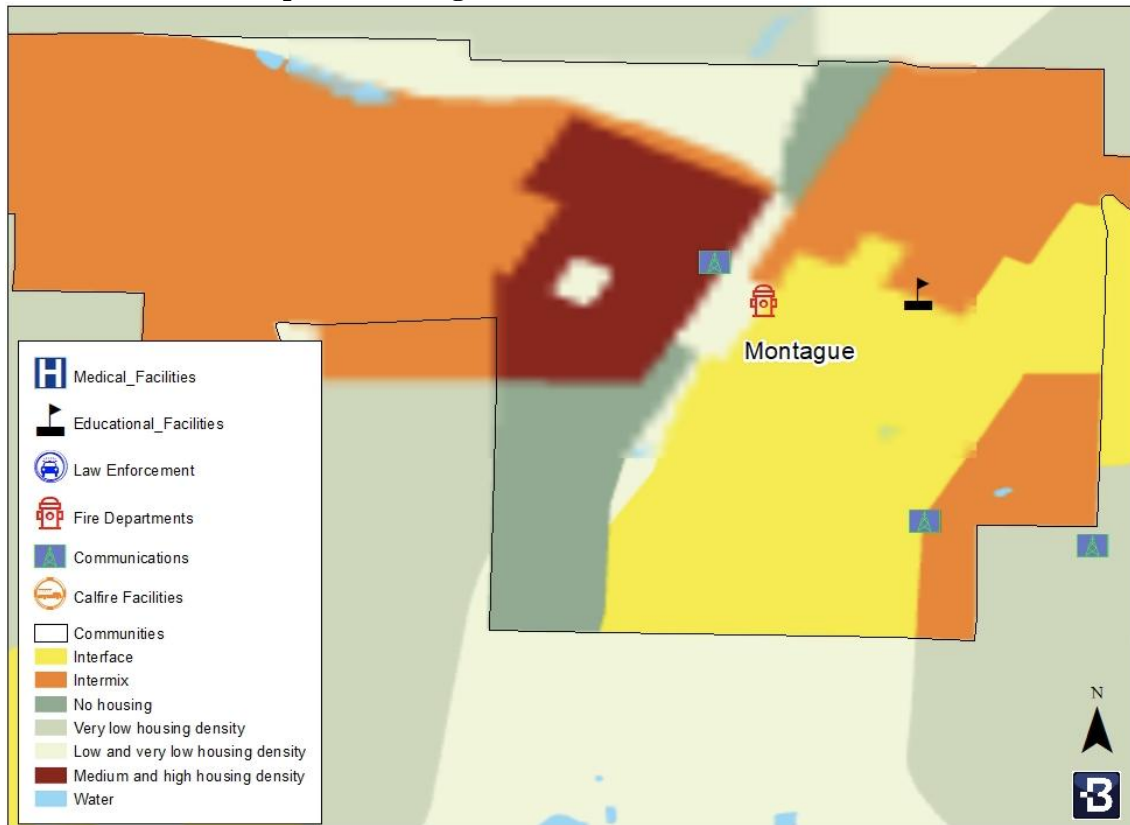 Montague
H Medical_Facilities
Educational_Facilities
Law Enforcement
Fire Departments
Communications
Calfire Facilities
Communities
Interface
Intermix
No housing
Very low housing density
Low and very low housing density
Medium and high housing density
Water
N
B